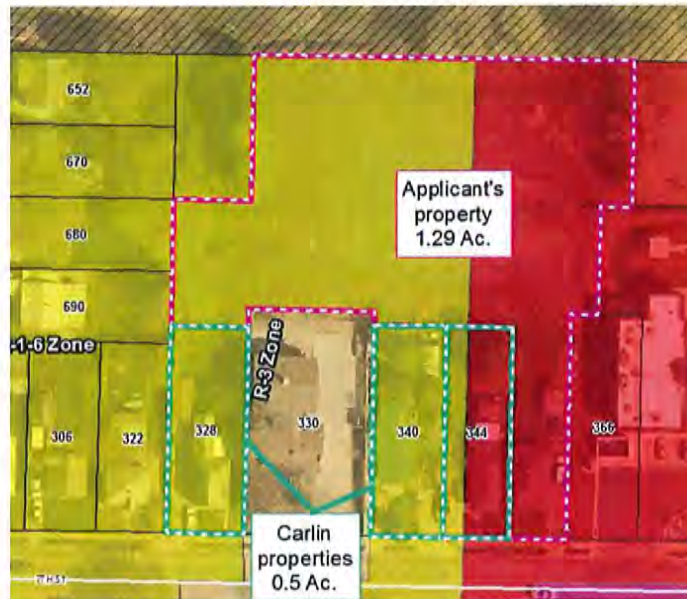 652
670
Applicant's
property
1.29 Ac.
680
690
-1-6 Zone
R-3 Zone
306
322
328
330
340
344
366
Carlin
properties
0.5 Ac.